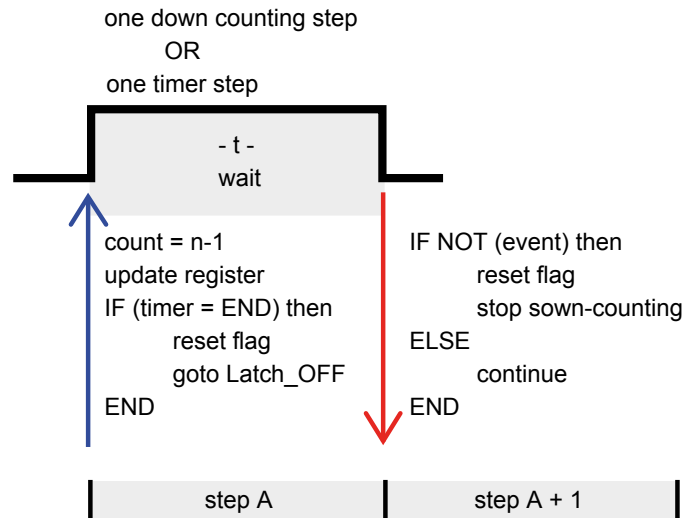 one down counting step
OR
one timer step
- t -
wait
count = n-1
update register
IF (timer = END) then
reset flag
goto Latch_OFF
END
IF NOT (event) then
reset flag
stop sown-counting
ELSE
continue
END
step A
step A + 1